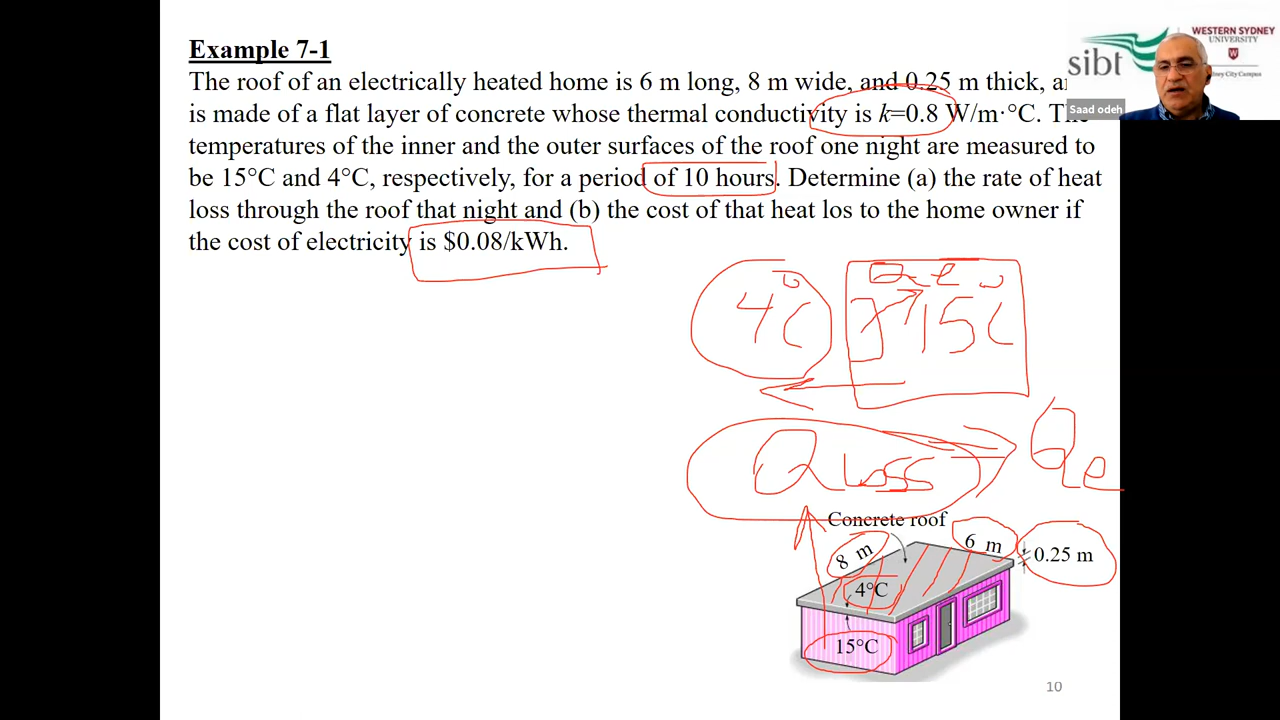 Example 7-1
The roof of an electrically heated home is 6 m long, 8 m wide, and 0.25 m thick, a
is made of a flat layer of concrete whose thermal conductivity is k=0.8 W/m·°C. The
temperatures of the inner and the outer surfaces of the roof one night are measured to
be 15°C and 4°C, respectively, for a period of 10 hours. Determine (a) the rate of heat
loss through the roof that night and (b) the cost of that heat los to the home owner if
the cost of electricity is $0.08/kWh.
sibt
WESTERN SYDNEY
UNIVERSITY
W
dney City Campus
Saad odeh
4°C
15°C
Q Loss
Qe
Concrete roof
8 m
6 m
0.25 m
4°C
15°C
10